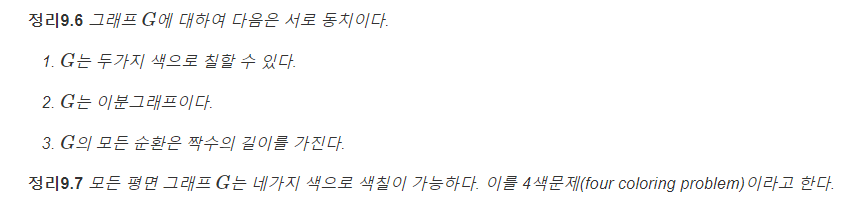 정리9.6 그래프 G에 대하여 다음은 서로 동치이다.
1. G는 두가지 색으로 칠할 수 있다.
2. G는 이분그래프이다.
3. G의 모든 순환은 짝수의 길이를 가진다.
정리9.7 모든 평면 그래프 G는 네가지 색으로 색칠이 가능하다. 이를 4색문제(four coloring problem)이라고 한다.